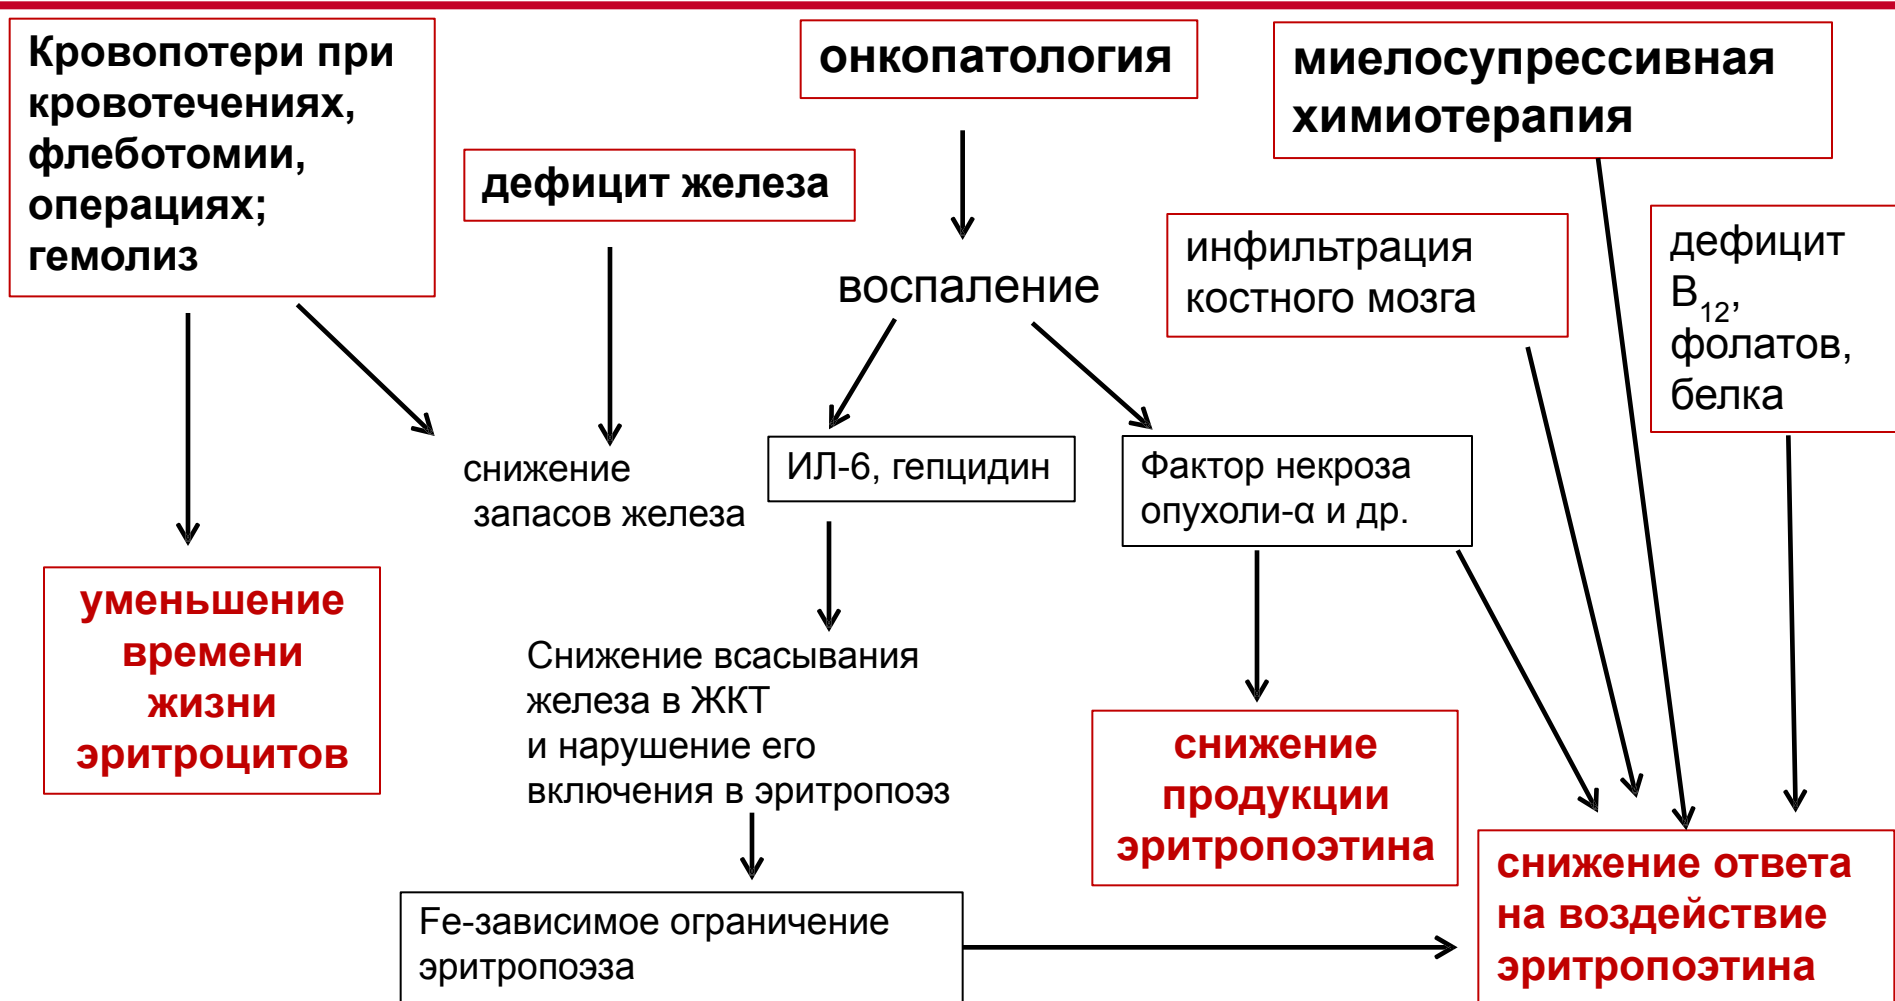 Кровопотери при
кровотечениях,
флеботомии,
операциях;
гемолиз
онкопатология
миелосупрессивная
химиотерапия
дефицит железа
инфильтрация
костного мозга
дефицит
B12,
фолатов,
белка
воспаление
снижение
запасов железа
ИЛ-6, гепцидин
Фактор некроза
опухоли-α и др.
уменьшение
времени
жизни
эритроцитов
Снижение всасывания
железа в ЖКТ
и нарушение его
включения в эритропоэз
снижение
продукции
эритропоэтина
Fe-зависимое ограничение
эритропоэза
снижение ответа
на воздействие
эритропоэтина